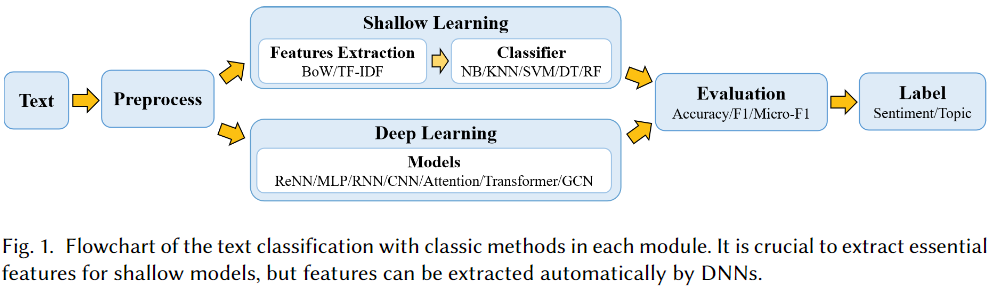 Text
Preprocess
Shallow Learning
Features Extraction
BoW/TF-IDF
Classifier
NB/KNN/SVM/DT/RF
Deep Learning
Models
ReNN/MLP/RNN/CNN/Attention/Transformer/GCN
Evaluation
Accuracy/F1/Micro-F1
Label
Sentiment/Topic
Fig. 1. Flowchart of the text classification with classic methods in each module. It is crucial to extract essential
features for shallow models, but features can be extracted automatically by DNNs.